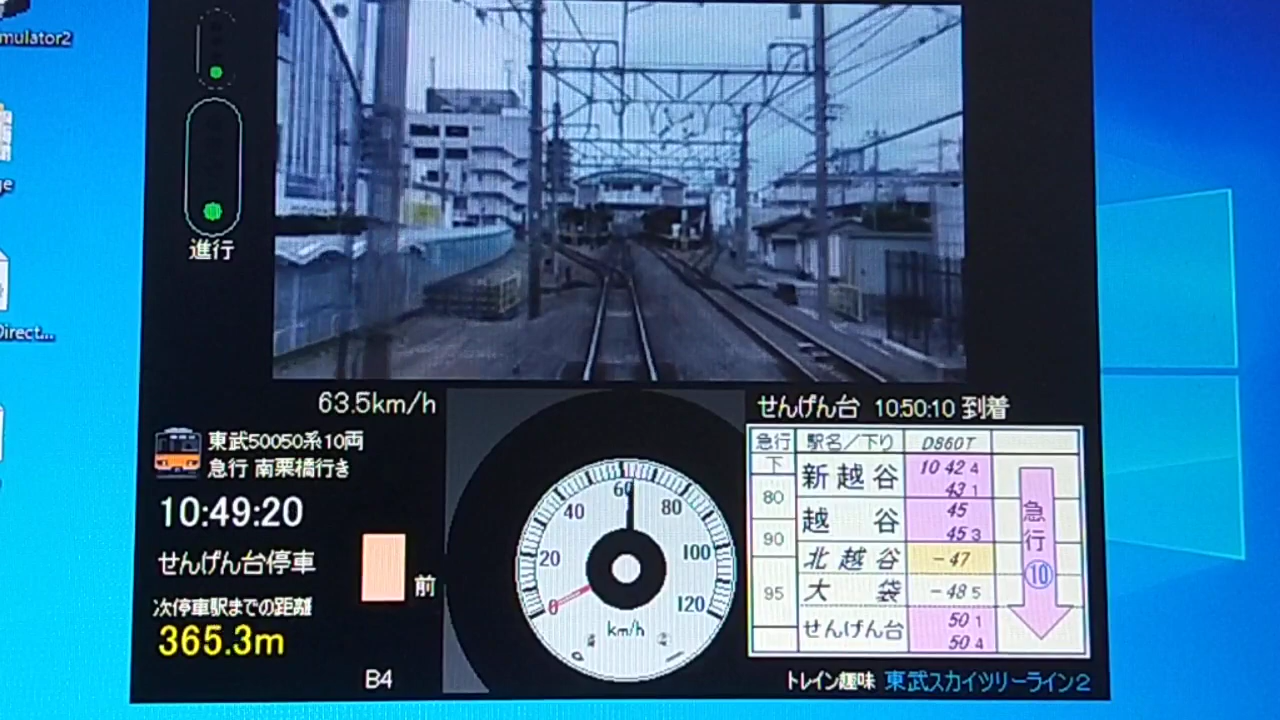 mulator2
ge
Direct...
進行
63.5km/h
東武50050系10両
急行 南栗橋行き
10:49:20
せんげん台停車
次停車駅までの距離
365.3m
前
B4
0 20 40 60 80 100 120
km/h
せんげん台 10:50:10 到着
急行 駅名/下り D860T
下
80
90
95
新越谷 10 42 4
43 1
越谷 45
45 3
北越谷 -47
大袋 -48 5
せんげん台 50 1
50 4
急行⑩
トレイン趣味 東武スカイツリーライン2